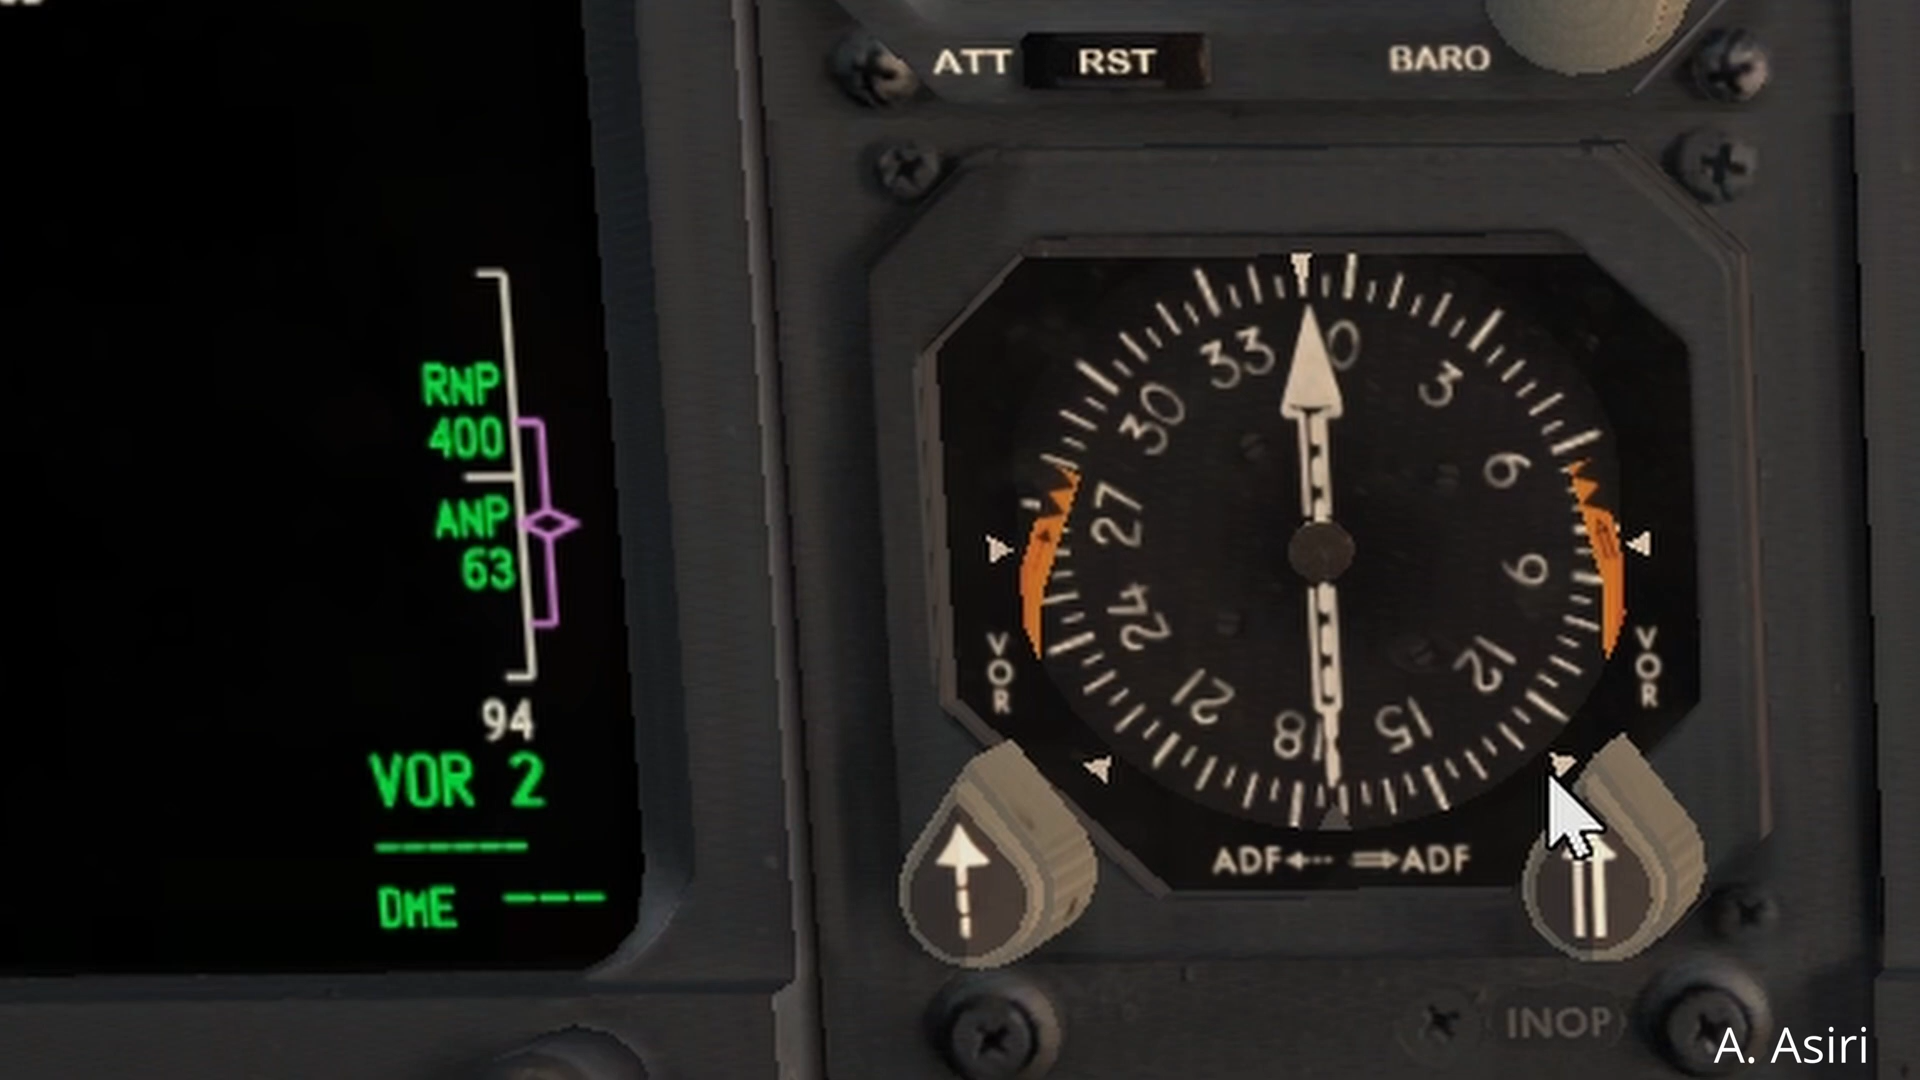 ATT RST BARO
RNP
400
ANP
63
94
VOR 2
------
DME ---
33 0 3 6 9 12 15 18 21 24 27 30
VOR
VOR
ADF ADF
INOP
A. Asiri